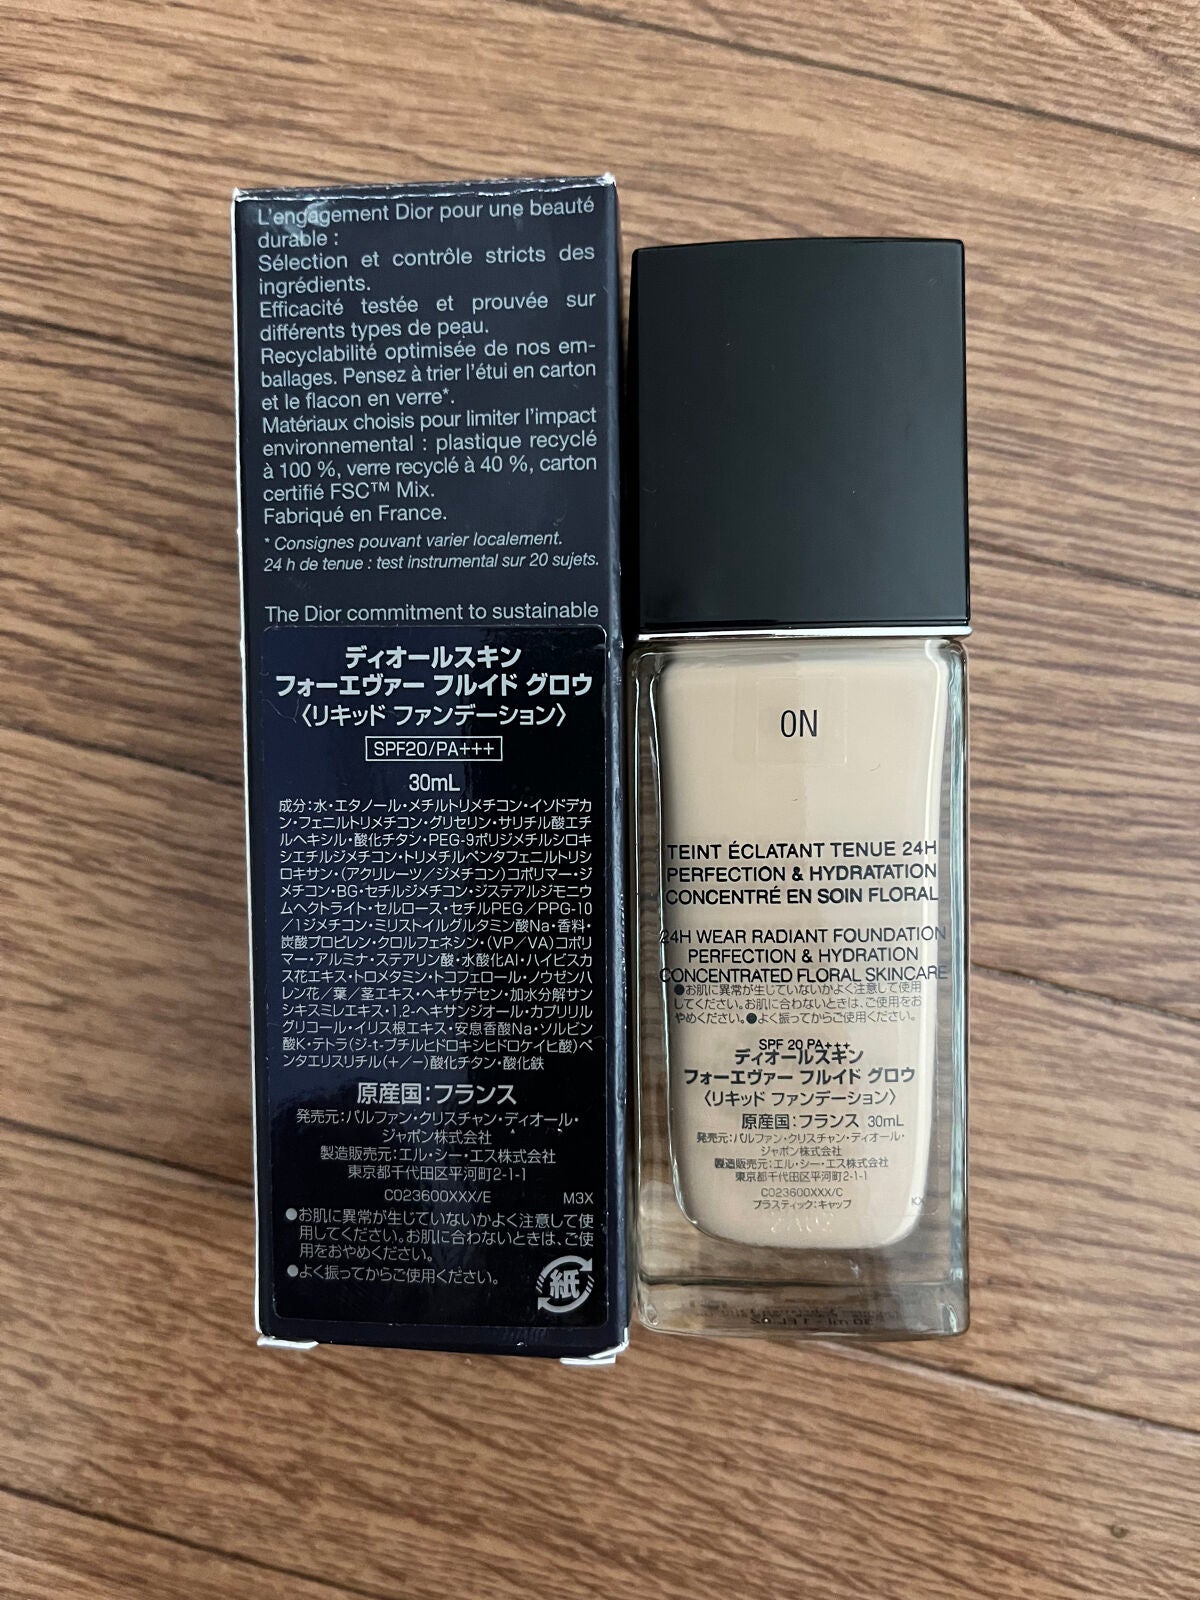 L'engagement Dior pour une beauté
durable :
Sélection et contrôle stricts des
ingrédients.
Efficacité testée et prouvée sur
différents types de peau.
Recyclabilité optimisée de nos em-
ballages. Pensez à trier l'étui en carton
et le flacon en verre*.
Matériaux choisis pour limiter l'impact
environnemental : plastique recyclé
à 100 %, verre recyclé à 40 %, carton
certifié FSC™ Mix.
Fabriqué en France.
* Consignes pouvant varier localement.
24 h de tenue : test instrumental sur 20 sujets.
The Dior commitment to sustainable
ディオールスキン
フォーエヴァー フルイド グロウ
〈リキッド ファンデーション〉
SPF20/PA+++
30mL
成分:水・エタノール・メチルトリメチコン・イソドデカ
ン・フェニルトリメチコン・グリセリン・サリチル酸エチ
ルヘキシル・酸化チタン・PEG-9ポリジメチルシロキ
シエチルジメチコン・トリメチルペンタフェニルトリシ
ロキサン・(アクリレーツ/ジメチコン)コポリマー・ジ
メチコン・BG・セチルジメチコン・ジステアルジモニウ
ムヘクトライト・セルロース・セチルPEG/PPG-10
/1ジメチコン・ミリストイルグルタミン酸Na・香料・
炭酸プロピレン・クロルフェネシン・(VP/VA)コポリ
マー・アルミナ・ステアリン酸・水酸化Al・ハイビスカ
ス花エキス・トロメタミン・トコフェロール・ノウゼンハ
レン花/葉/茎エキス・ヘキサデセン・加水分解サン
シキスミレエキス・1,2-ヘキサンジオール・カプリリル
グリコール・イリス根エキス・安息香酸Na・ソルビン
酸K・テトラ(ジ-t-ブチルヒドロキシヒドロケイヒ酸)ペ
ンタエリスリチル(+/-)酸化チタン・酸化鉄
原産国:フランス
発売元:パルファン・クリスチャン・ディオール・
ジャポン株式会社
製造販売元:エル・シー・エス株式会社
東京都千代田区平河町2-1-1
C023600XXX/E M3X
●お肌に異常が生じていないかよく注意して使
用してください。お肌に合わないときは、ご使
用をおやめください。
●よく振ってからご使用ください。
紙
0N
TEINT ÉCLATANT TENUE 24H
PERFECTION & HYDRATATION
CONCENTRÉ EN SOIN FLORAL
24H WEAR RADIANT FOUNDATION
PERFECTION & HYDRATION
CONCENTRATED FLORAL SKINCARE
●お肌に異常が生じていないかよく注意して使用
してください。お肌に合わないときは、ご使用をお
やめください。●よく振ってからご使用ください。
SPF 20 PA+++
ディオールスキン
フォーエヴァー フルイド グロウ
〈リキッド ファンデーション〉
原産国:フランス 30mL
発売元:パルファン・クリスチャン・ディオール・
ジャポン株式会社
製造販売元:エル・シー・エス株式会社
東京都千代田区平河町2-1-1
C023600XXX/C
プラスティック:キャップ